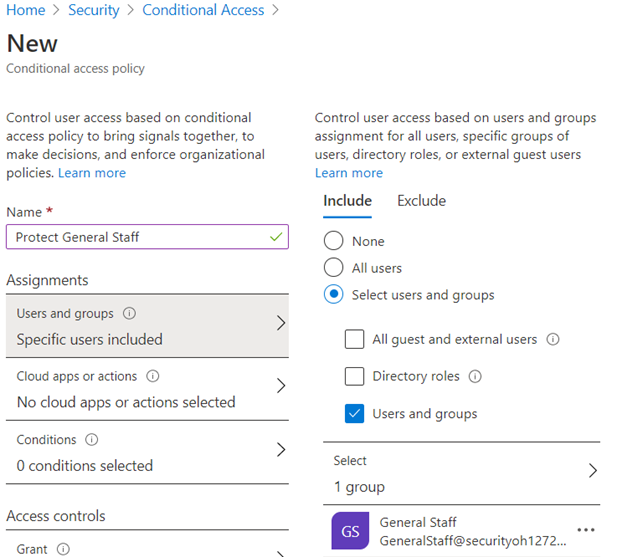 Home > Security > Conditional Access >
New
Conditional access policy
Control user access based on conditional
access policy to bring signals together, to
make decisions, and enforce organizational
policies. Learn more
Name *
Protect General Staff
Assignments
Users and groups
Specific users included
Cloud apps or actions
No cloud apps or actions selected
Conditions
0 conditions selected
Access controls
Grant
Control user access based on users and groups
assignment for all users, specific groups of
users, directory roles, or external guest users
Learn more
Include Exclude
None
All users
Select users and groups
All guest and external users
Directory roles
Users and groups
Select
1 group
GS
General Staff
GeneralStaff@securityoh1272...